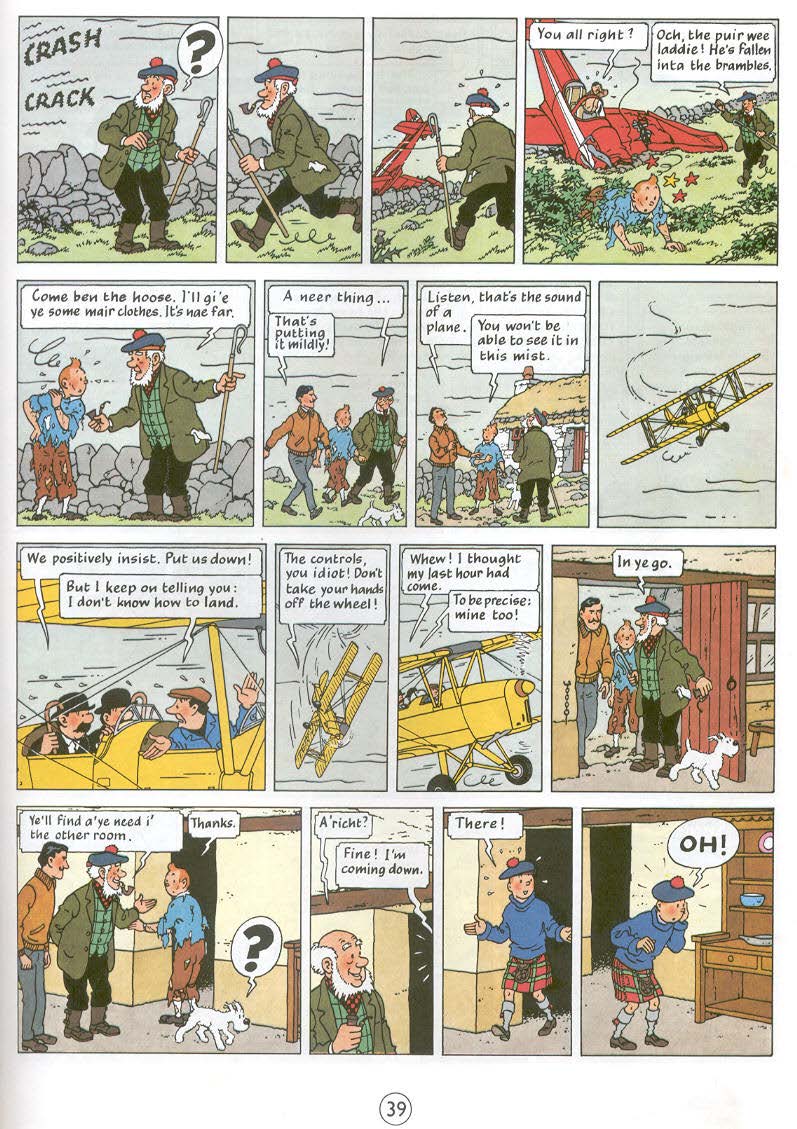 CRASH
CRACK
?
You all right?
Och, the puir wee
laddie! He's fallen
inta the brambles.
Come ben the hoose. I'll gi'e
ye some mair clothes. It's nae far.
A neer thing...
That's
putting
it mildly!
Listen, that's the sound
of a
plane.
You won't be
able to see it in
this mist.
We positively insist. Put us down!
But I keep on telling you:
I don't know how to land.
The controls,
you idiot! Don't
take your hands
off the wheel!
Whew! I thought
my last hour had
come.
To be precise:
mine too!
In ye go.
Ye'll find a' ye need i'
the other room.
Thanks.
?
A'richt?
Fine! I'm
coming down.
There!
OH!
39